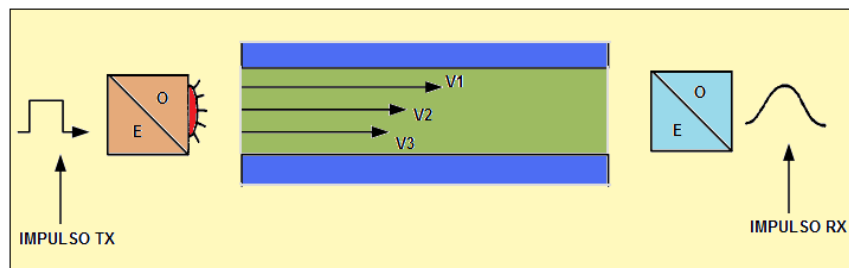 V1
O
V2
E
V3
O
E
IMPULSO TX
IMPULSO RX